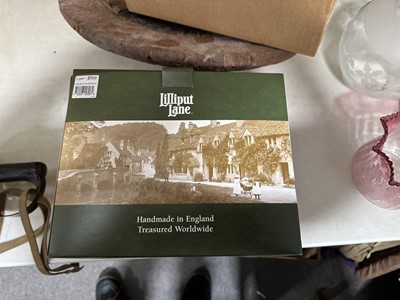 Lilliput
Lane
Handmade in England
Treasured Worldwide